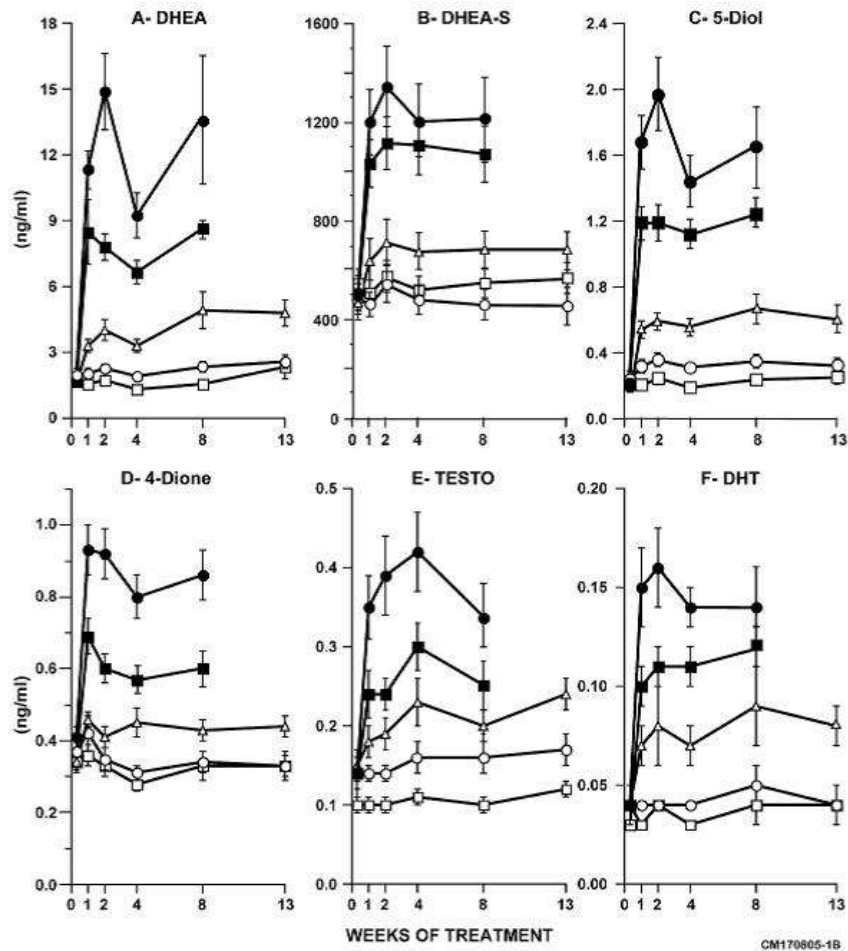 A- DHEA
B- DHEA-S
C- 5-Diol
(ng/ml)
18
15
12
9
6
3
0
1600
1200
800
400
0
2.4
2.0
1.6
1.2
0.8
0.4
0.0
0 1 2 4 8 13
0 1 2 4 8 13
0 1 2 4 8 13
D- 4-Dione
E- TESTO
F- DHT
(ng/ml)
1.0
0.8
0.6
0.4
0.2
0.0
0.5
0.4
0.3
0.2
0.1
0.0
0.20
0.15
0.10
0.05
0.00
0 1 2 4 8 13
0 1 2 4 8 13
0 1 2 4 8 13
WEEKS OF TREATMENT
CM170805-1B